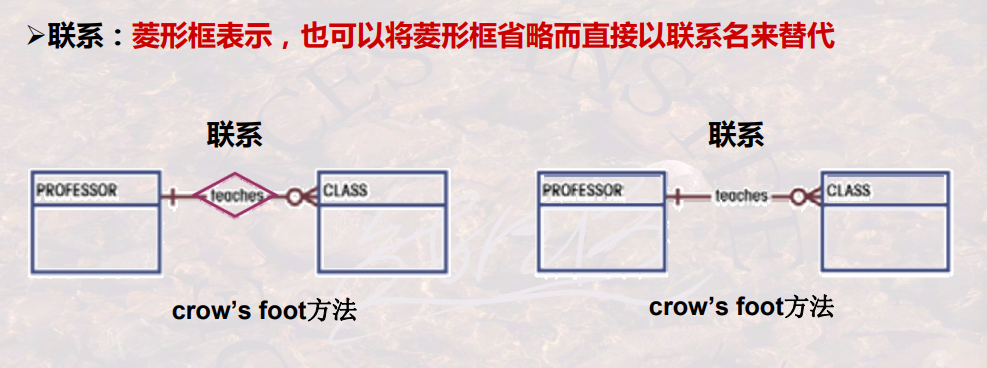 ➢联系：菱形框表示，也可以将菱形框省略而直接以联系名来替代
联系 联系
PROFESSOR teaches CLASS PROFESSOR teaches CLASS
crow’s foot方法 crow’s foot方法